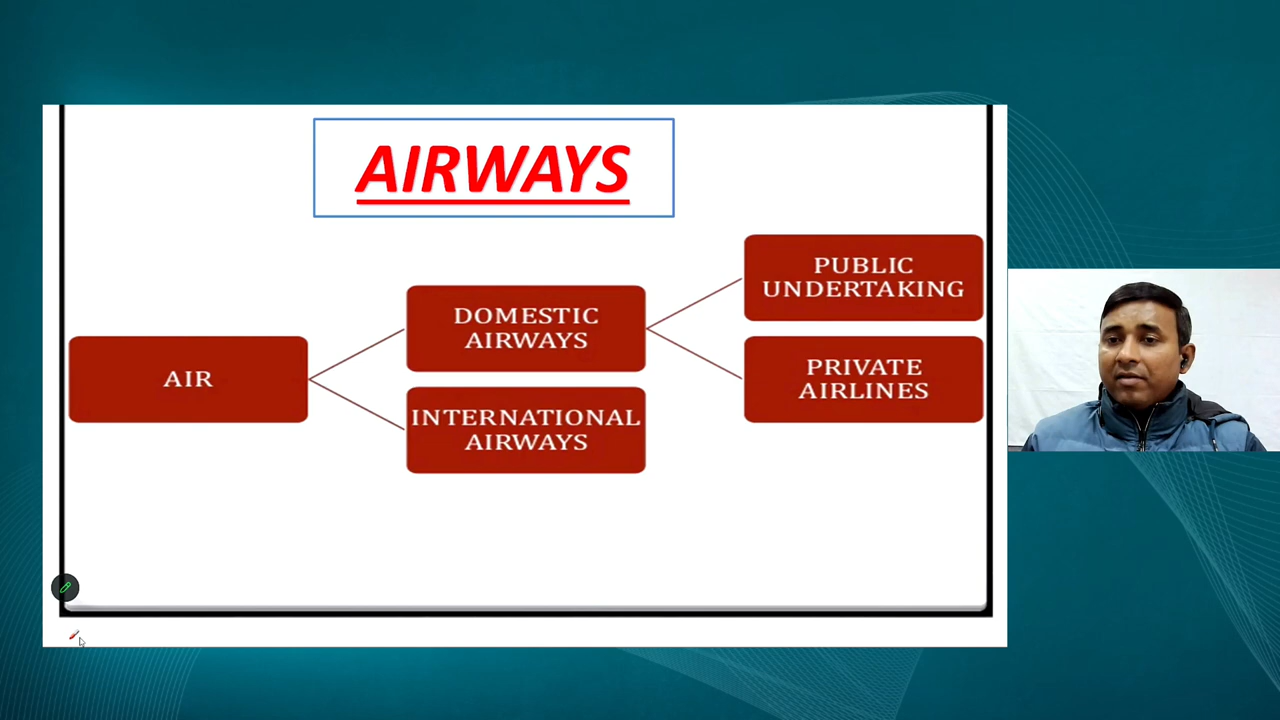 AIRWAYS
AIR
DOMESTIC
AIRWAYS
INTERNATIONAL
AIRWAYS
PUBLIC
UNDERTAKING
PRIVATE
AIRLINES